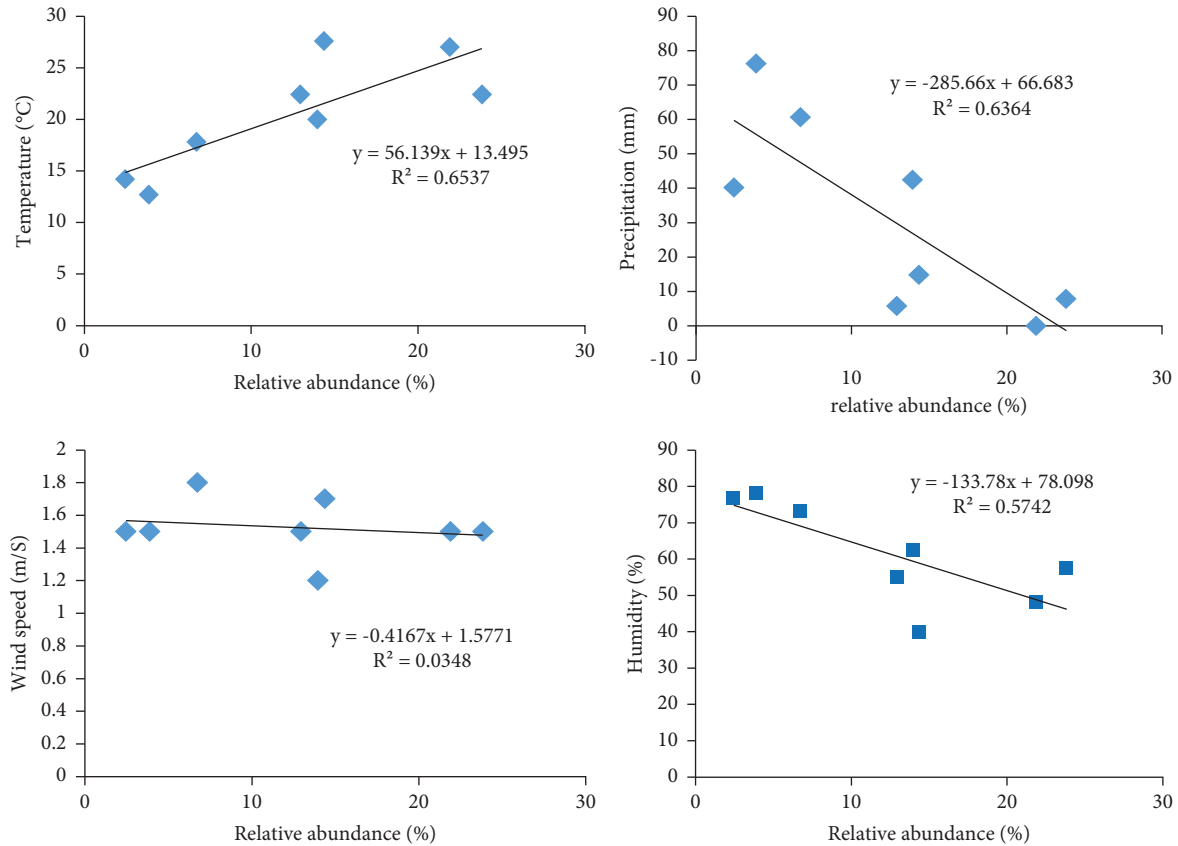 30
25
20
15
10
5
0
Temperature (°C)
y = 56.139x + 13.495
R² = 0.6537
0 10 20 30
Relative abundance (%)
90
80
70
60
50
40
30
20
10
0
-10
Precipitation (mm)
y = -285.66x + 66.683
R² = 0.6364
0 10 20 30
relative abundance (%)
2
1.8
1.6
1.4
1.2
1
0.8
0.6
0.4
0.2
0
Wind speed (m/S)
y = -0.4167x + 1.5771
R² = 0.0348
0 10 20 30
Relative abundance (%)
90
80
70
60
50
40
30
20
10
0
Humidity (%)
y = -133.78x + 78.098
R² = 0.5742
0 10 20 30
Relative abundance (%)